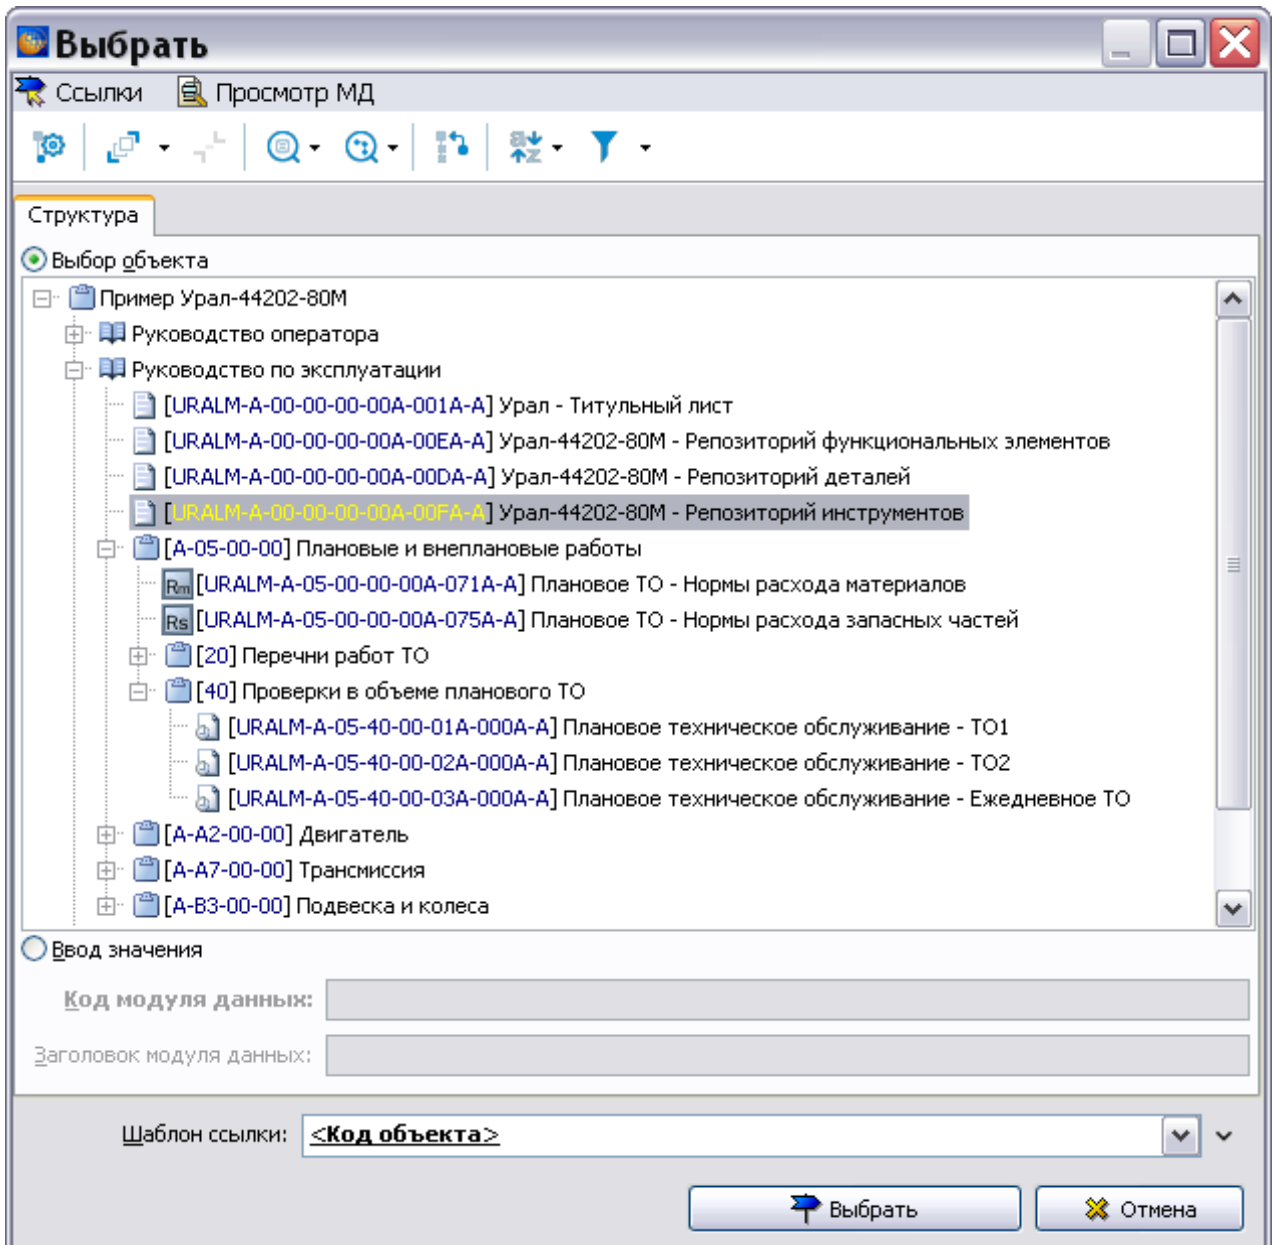 Выбрать
Ссылки Просмотр МД
Структура
Выбор объекта
Пример Урал-44202-80М
Руководство оператора
Руководство по эксплуатации
[URALM-A-00-00-00-00A-001A-A] Урал - Титульный лист
[URALM-A-00-00-00-00A-00EA-A] Урал-44202-80М - Репозиторий функциональных элементов
[URALM-A-00-00-00-00A-00DA-A] Урал-44202-80М - Репозиторий деталей
[URALM-A-00-00-00-00A-00FA-A] Урал-44202-80М - Репозиторий инструментов
[A-05-00-00] Плановые и внеплановые работы
Rm [URALM-A-05-00-00-00A-071A-A] Плановое ТО - Нормы расхода материалов
Rs [URALM-A-05-00-00-00A-075A-A] Плановое ТО - Нормы расхода запасных частей
[20] Перечни работ ТО
[40] Проверки в объеме планового ТО
[URALM-A-05-40-00-01A-000A-A] Плановое техническое обслуживание - ТО1
[URALM-A-05-40-00-02A-000A-A] Плановое техническое обслуживание - ТО2
[URALM-A-05-40-00-03A-000A-A] Плановое техническое обслуживание - Ежедневное ТО
[A-A2-00-00] Двигатель
[A-A7-00-00] Трансмиссия
[A-B3-00-00] Подвеска и колеса
Ввод значения
Код модуля данных:
Заголовок модуля данных:
Шаблон ссылки: <Код объекта>
Выбрать Отмена